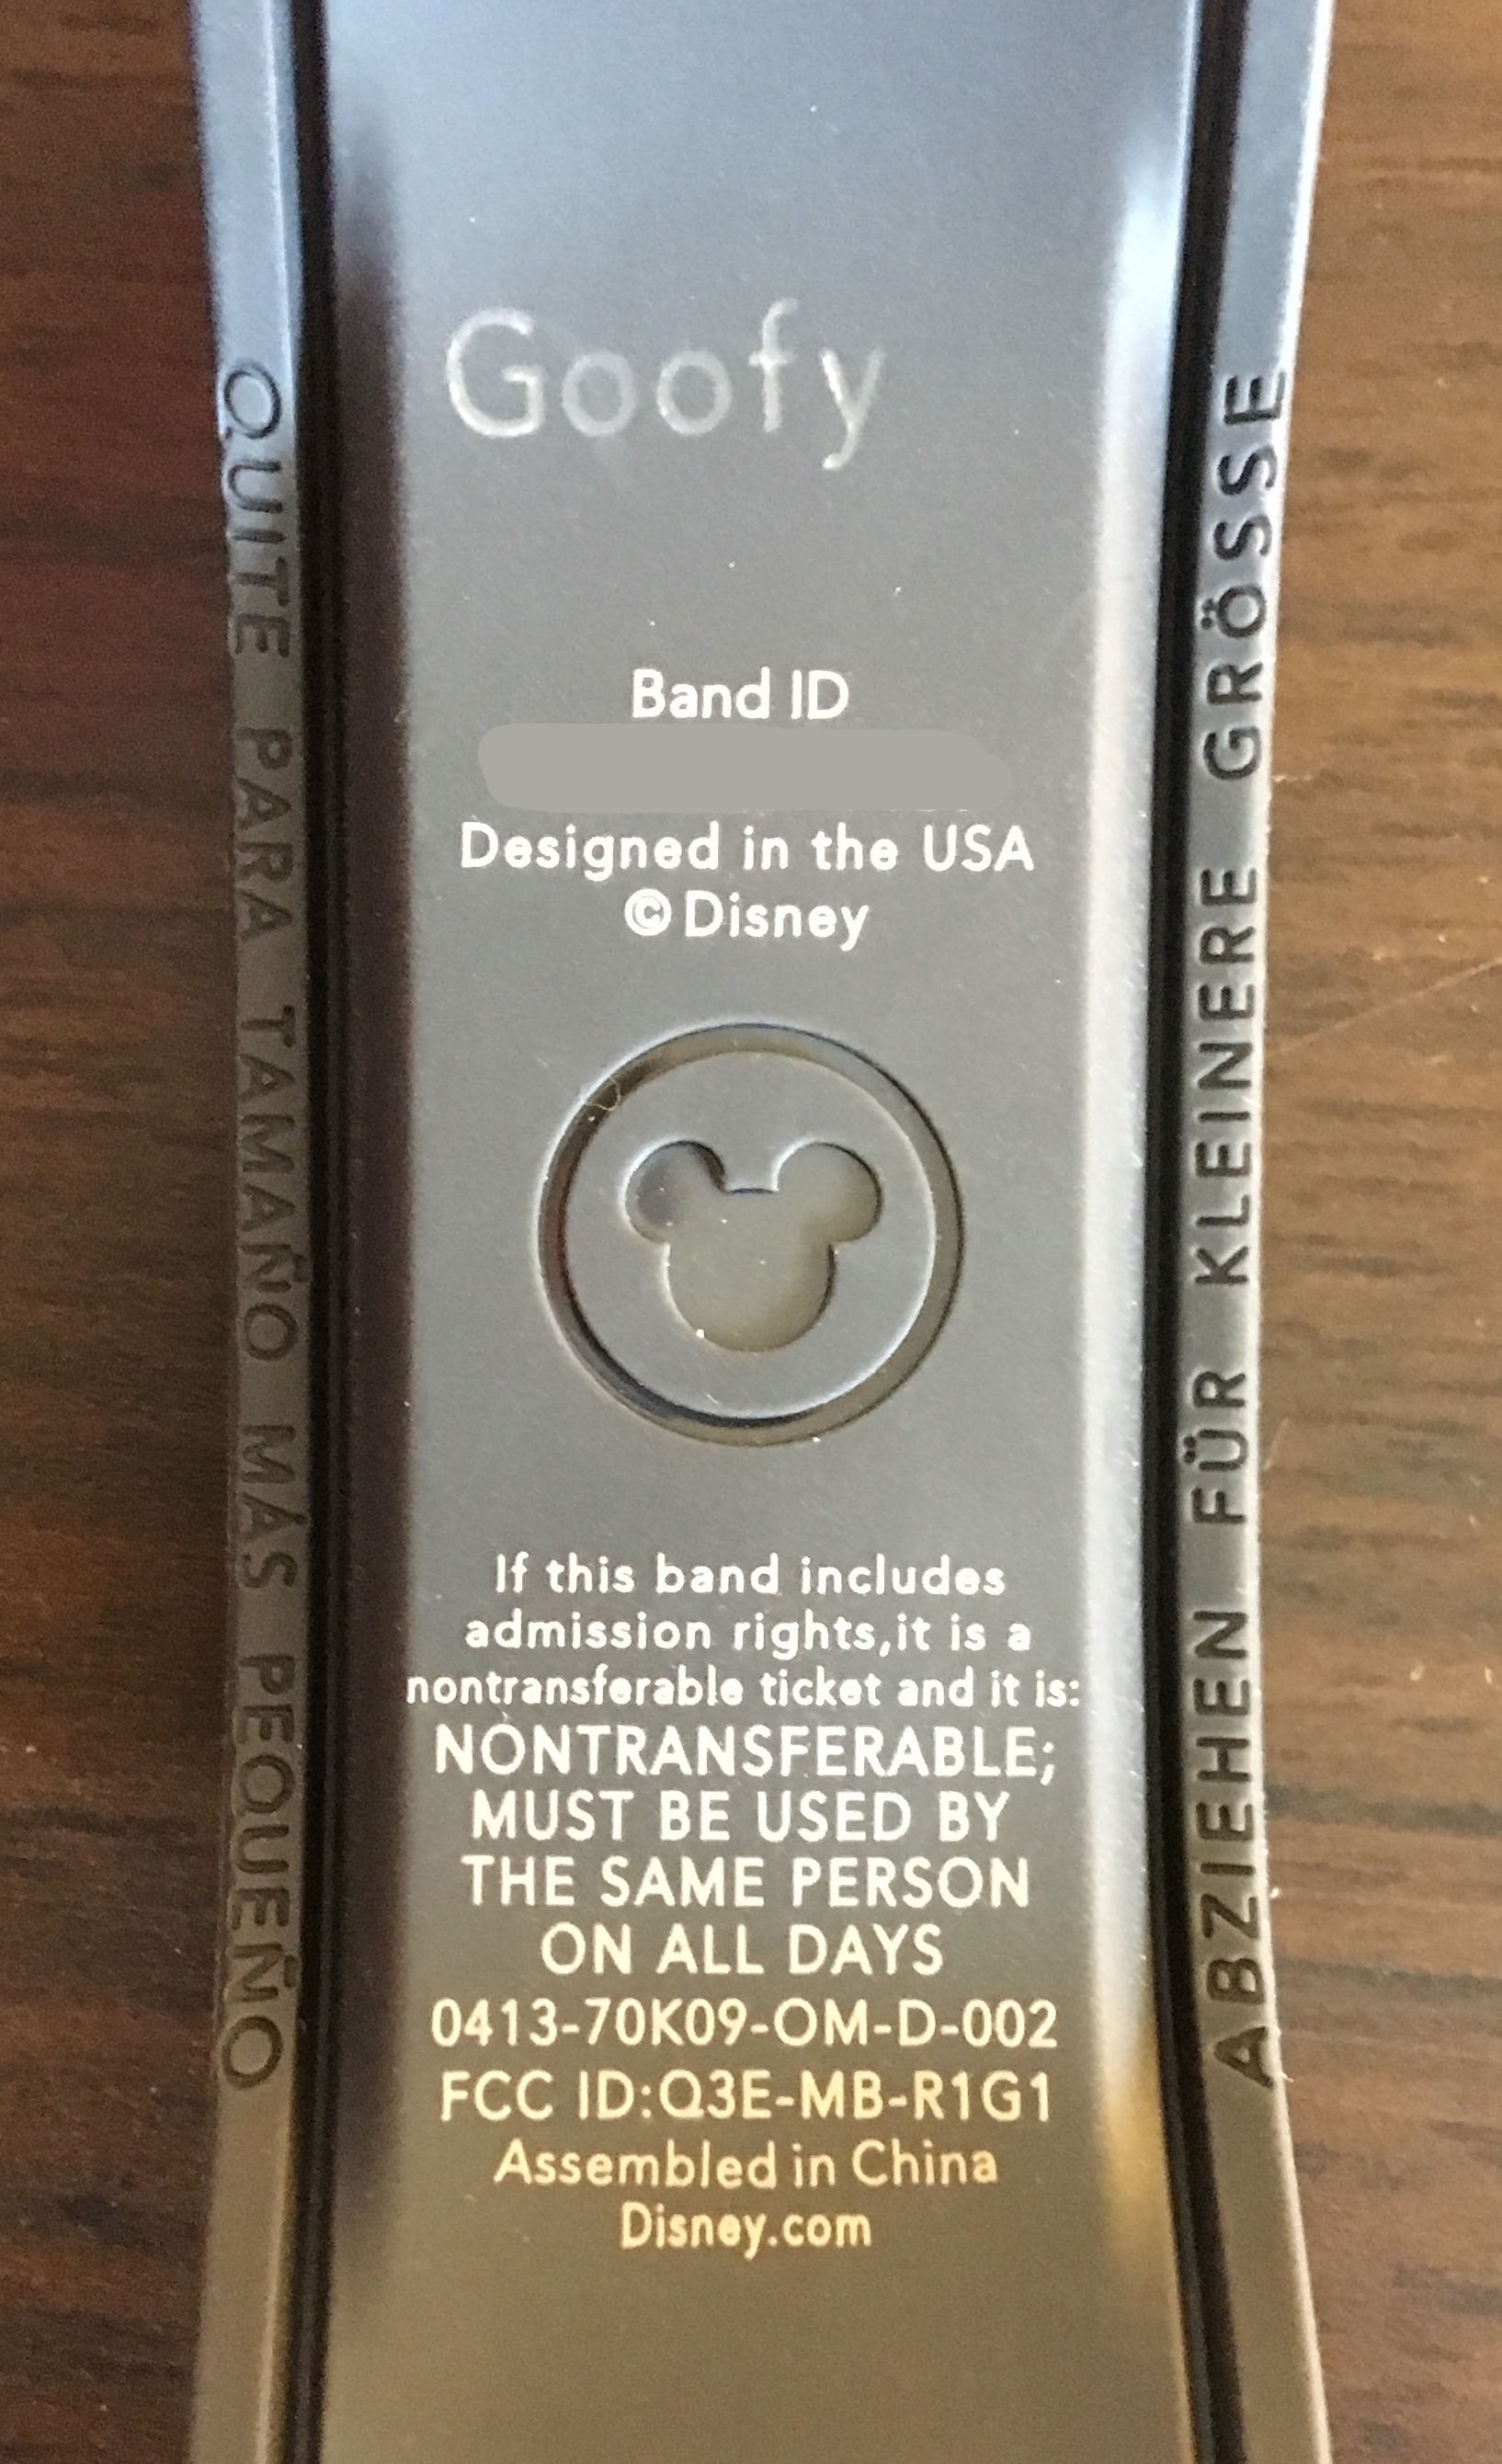 Goofy
Band ID
Designed in the USA
©Disney
If this band includes
admission rights,it is a
nontransferable ticket and it is:
NONTRANSFERABLE;
MUST BE USED BY
THE SAME PERSON
ON ALL DAYS
0413-70K09-OM-D-002
FCC ID:Q3E-MB-R1G1
Assembled in China
Disney.com
QUITE PARA TAMAÑO MÁS PEQUEÑO
ABZIEHEN FÜR KLEINERE GRÖSSE